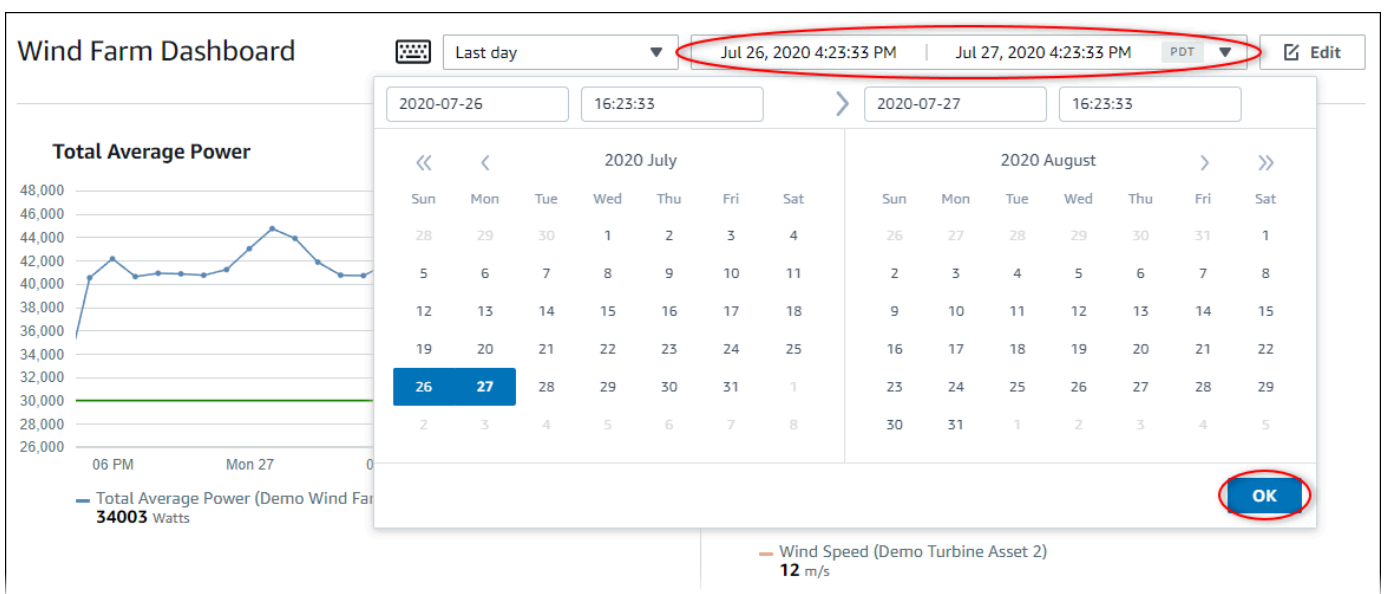 Wind Farm Dashboard
Last day
Jul 26, 2020 4:23:33 PM | Jul 27, 2020 4:23:33 PM PDT
Edit
2020-07-26 16:23:33 2020-07-27 16:23:33
Total Average Power
48,000
46,000
44,000
42,000
40,000
38,000
36,000
34,000
32,000
30,000
28,000
26,000
06 PM Mon 27 0
Total Average Power (Demo Wind Far
34003 Watts
2020 July
Sun Mon Tue Wed Thu Fri Sat
28 29 30 1 2 3 4
5 6 7 8 9 10 11
12 13 14 15 16 17 18
19 20 21 22 23 24 25
26 27 28 29 30 31 1
2 3 4 5 6 7 8
2020 August
Sun Mon Tue Wed Thu Fri Sat
26 27 28 29 30 31 1
2 3 4 5 6 7 8
9 10 11 12 13 14 15
16 17 18 19 20 21 22
23 24 25 26 27 28 29
30 31 1 2 3 4 5
OK
Wind Speed (Demo Turbine Asset 2)
12 m/s